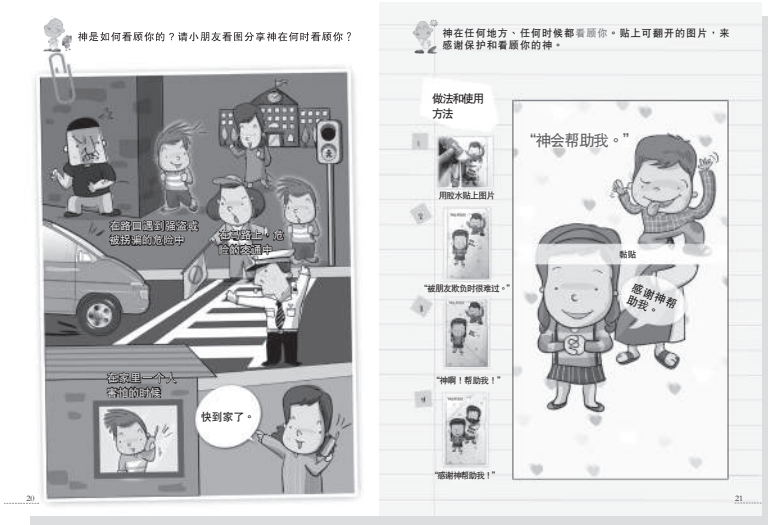 神是如何看顾你的？请小朋友看图分享神在何时看顾你？
在路口遇到强盗或
被拐骗的危险中
在马路上，危
险的交通中
在家里一个人
害怕的时候
快到家了。
20
神在任何地方、任何时候都看顾你。贴上可翻开的图片，来
感谢保护和看顾你的神。
做法和使用
方法
1
用胶水贴上图片
2
“被朋友欺负时很难过。”
3
“神啊！帮助我！”
4
“感谢神帮助我！”
“神会帮助我。”
黏贴
感谢神帮
助我。
21